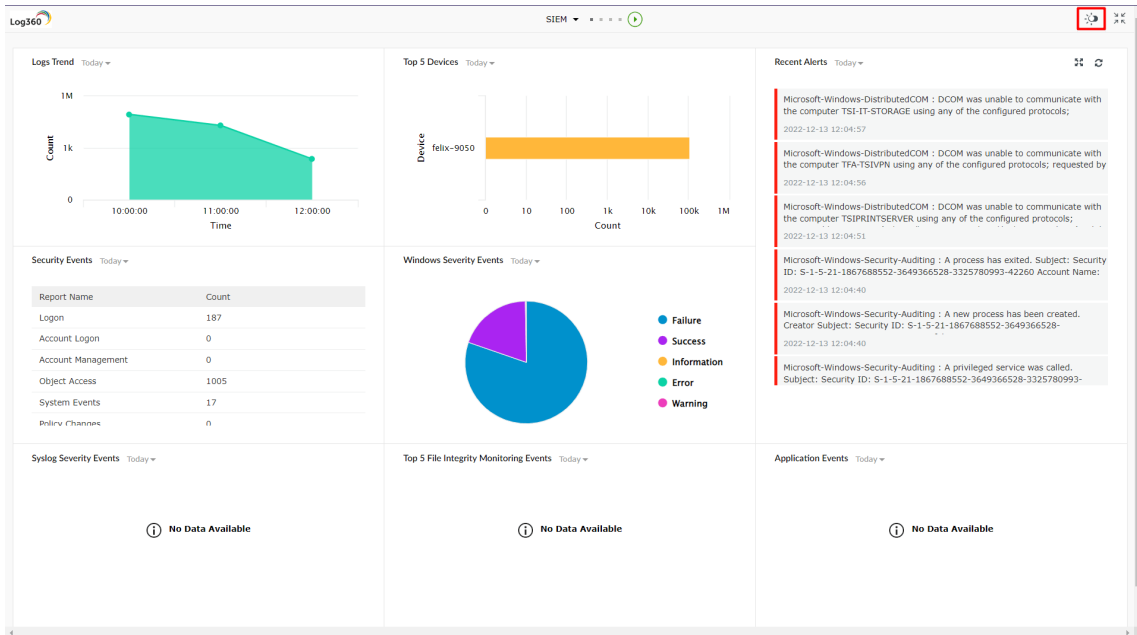 Log360
SIEM
Logs Trend Today
1M
1k
0
Count
10:00:00 11:00:00 12:00:00
Time
Top 5 Devices Today
Device
felix-9050
0 10 100 1k 10k 100k 1M
Count
Recent Alerts Today
Microsoft-Windows-DistributedCOM : DCOM was unable to communicate with
the computer TSI-IT-STORAGE using any of the configured protocols;
2022-12-13 12:04:57
Microsoft-Windows-DistributedCOM : DCOM was unable to communicate with
the computer TFA-TSIVPN using any of the configured protocols; requested by
2022-12-13 12:04:56
Microsoft-Windows-DistributedCOM : DCOM was unable to communicate with
the computer TSIPRINTSERVER using any of the configured protocols;
2022-12-13 12:04:51
Microsoft-Windows-Security-Auditing : A process has exited. Subject: Security
ID: S-1-5-21-1867688552-3649366528-3325780993-42260 Account Name:
2022-12-13 12:04:40
Microsoft-Windows-Security-Auditing : A new process has been created.
Creator Subject: Security ID: S-1-5-21-1867688552-3649366528-
2022-12-13 12:04:40
Microsoft-Windows-Security-Auditing : A privileged service was called.
Subject: Security ID: S-1-5-21-1867688552-3649366528-3325780993-
Security Events Today
Report Name Count
Logon 187
Account Logon 0
Account Management 0
Object Access 1005
System Events 17
Policy Changes 0
Windows Severity Events Today
Failure
Success
Information
Error
Warning
Syslog Severity Events Today
No Data Available
Top 5 File Integrity Monitoring Events Today
No Data Available
Application Events Today
No Data Available